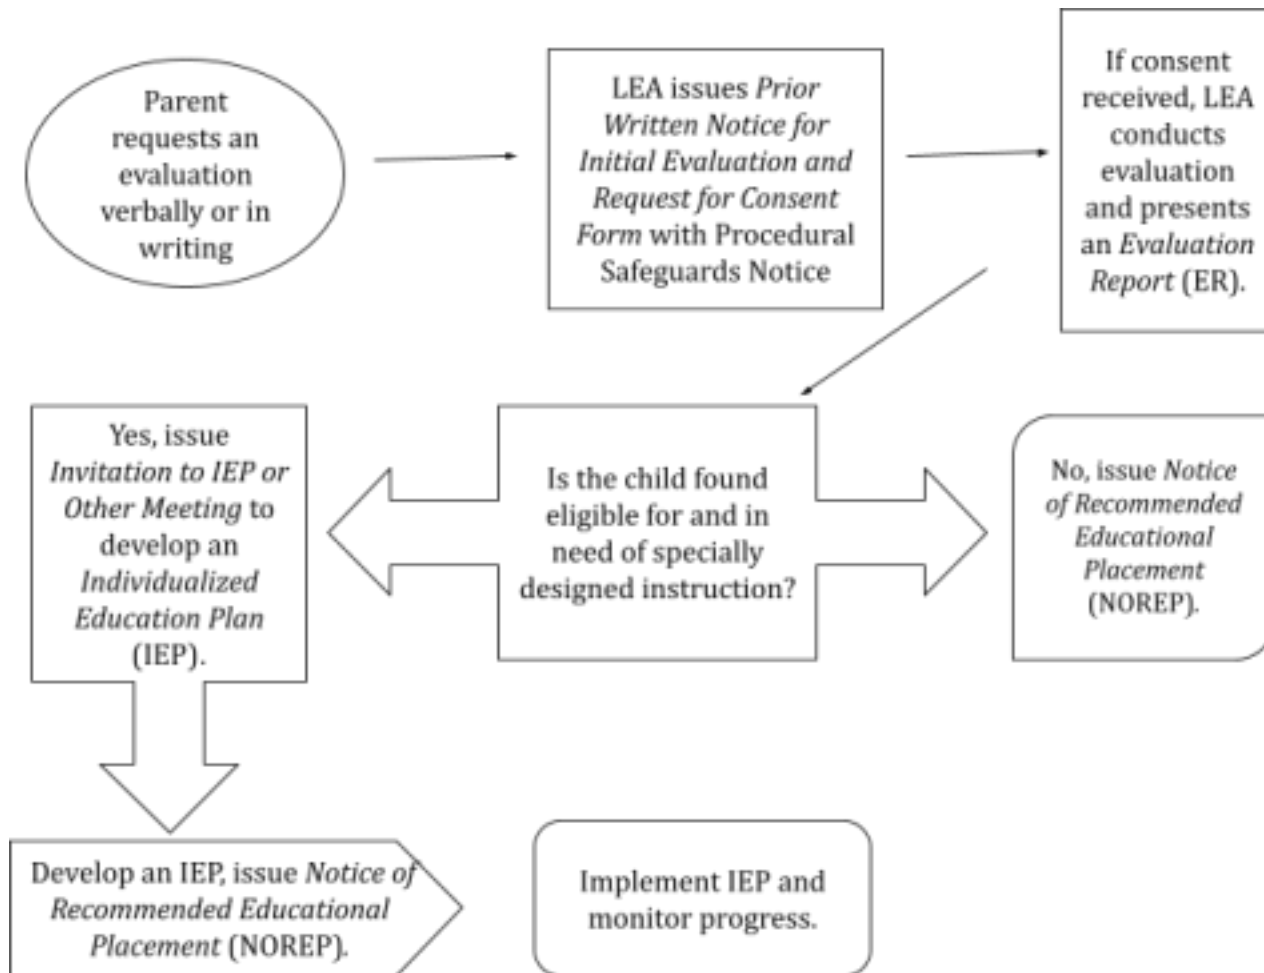 Parent
requests an
evaluation
verbally or in
writing
LEA issues Prior
Written Notice for
Initial Evaluation and
Request for Consent
Form with Procedural
Safeguards Notice
If consent
received, LEA
conducts
evaluation
and presents
an Evaluation
Report (ER).
Yes, issue
Invitation to IEP or
Other Meeting to
develop an
Individualized
Education Plan
(IEP).
Is the child found
eligible for and in
need of specially
designed instruction?
No, issue Notice
of Recommended
Educational
Placement
(NOREP).
Develop an IEP, issue Notice of
Recommended Educational
Placement (NOREP).
Implement IEP and
monitor progress.